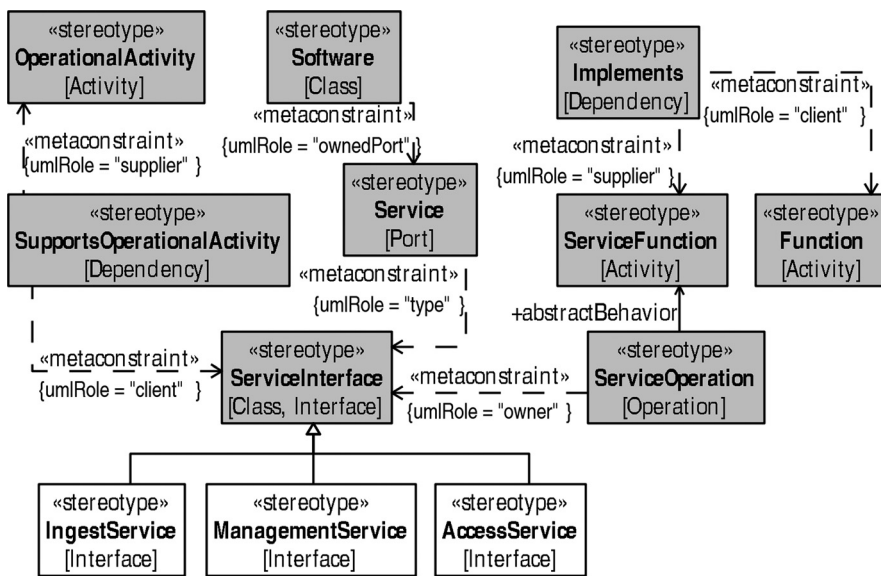 «stereotype»
OperationalActivity
[Activity]
«stereotype»
Software
[Class]
«stereotype»
Implements
[Dependency]
«metaconstraint»
{umlRole = "supplier" }
«metaconstraint»
{umlRole = "ownedPort"}
«metaconstraint»
{umlRole = "client" }
«metaconstraint»
{umlRole = "supplier" }
«stereotype»
SupportsOperationalActivity
[Dependency]
«stereotype»
Service
[Port]
«stereotype»
ServiceFunction
[Activity]
«stereotype»
Function
[Activity]
«metaconstraint»
{umlRole = "type" }
+abstractBehavior
«metaconstraint»
{umlRole = "client" }
«stereotype»
ServiceInterface
[Class, Interface]
«metaconstraint»
{umlRole = "owner" }
«stereotype»
ServiceOperation
[Operation]
«stereotype»
IngestService
[Interface]
«stereotype»
ManagementService
[Interface]
«stereotype»
AccessService
[Interface]